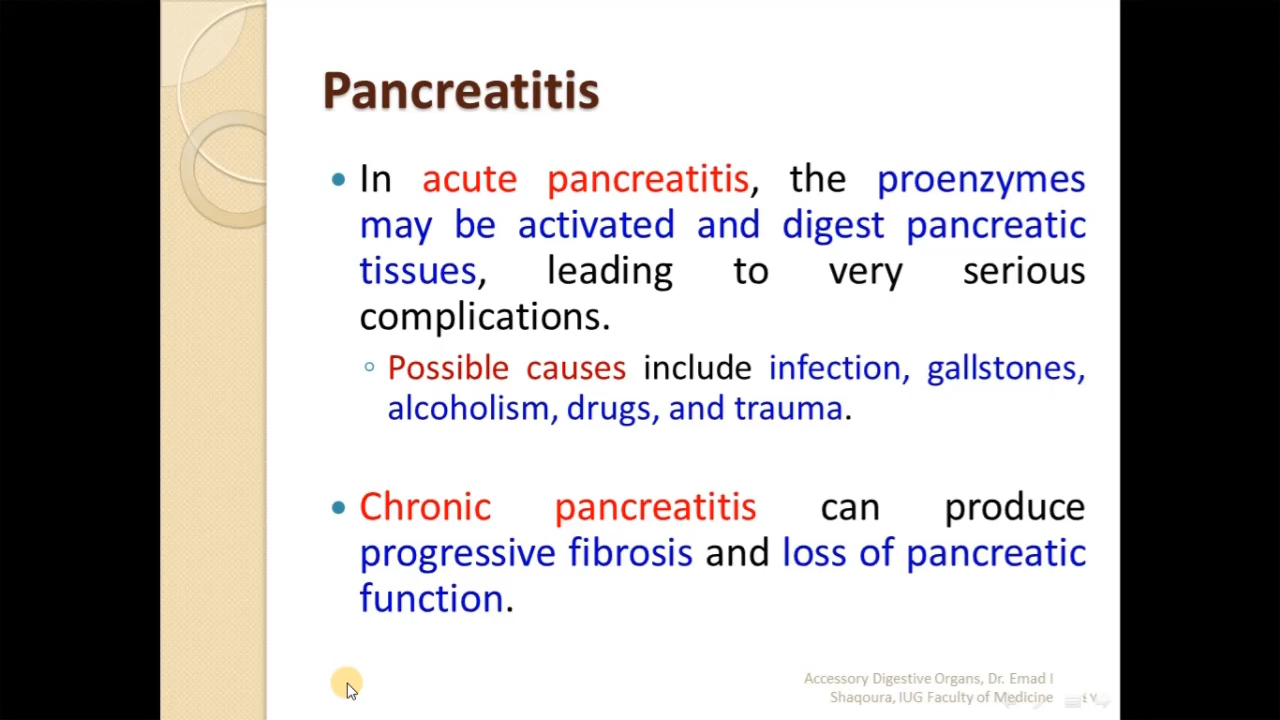 Pancreatitis
• In acute pancreatitis, the proenzymes
may be activated and digest pancreatic
tissues, leading to very serious
complications.
◦ Possible causes include infection, gallstones,
alcoholism, drugs, and trauma.
• Chronic pancreatitis can produce
progressive fibrosis and loss of pancreatic
function.
Accessory Digestive Organs, Dr. Emad I
Shaqoura, IUG Faculty of Medicine